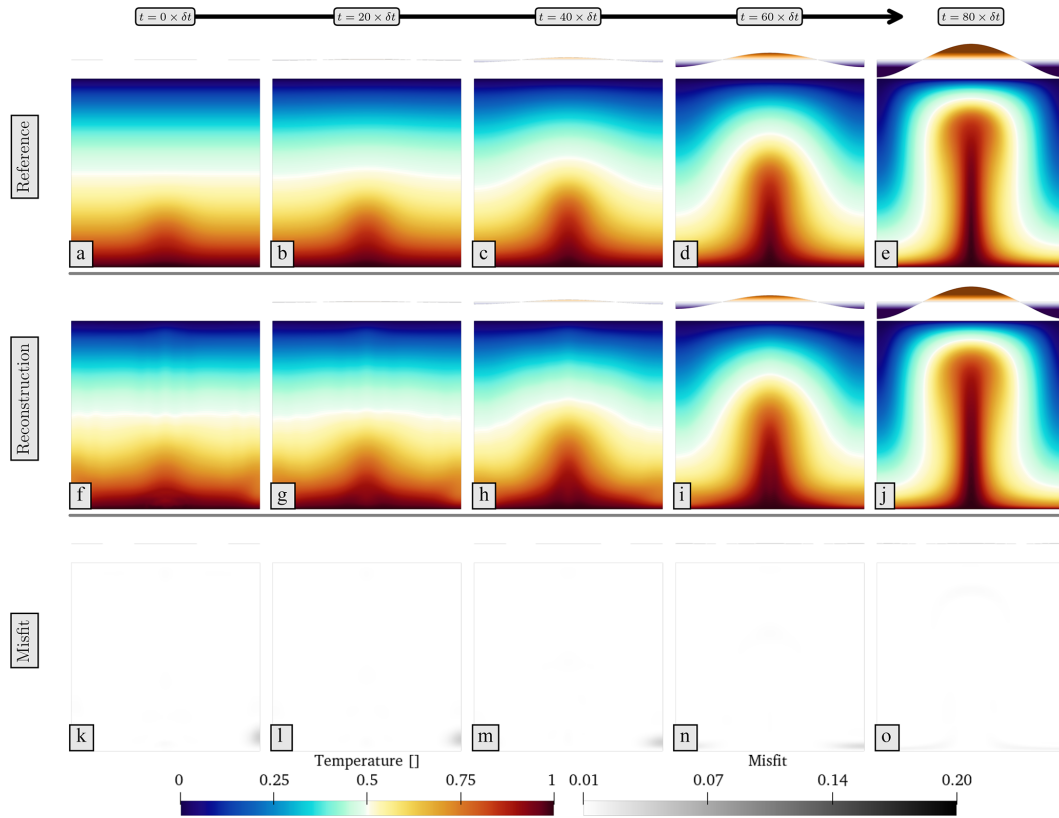 t = 0 × δt
t = 20 × δt
t = 40 × δt
t = 60 × δt
t = 80 × δt
Reference
a
b
c
d
e
Reconstruction
f
g
h
i
j
Misfit
k
l
m
n
o
Temperature []
0 0.25 0.5 0.75 1
Misfit
0.01 0.07 0.14 0.20